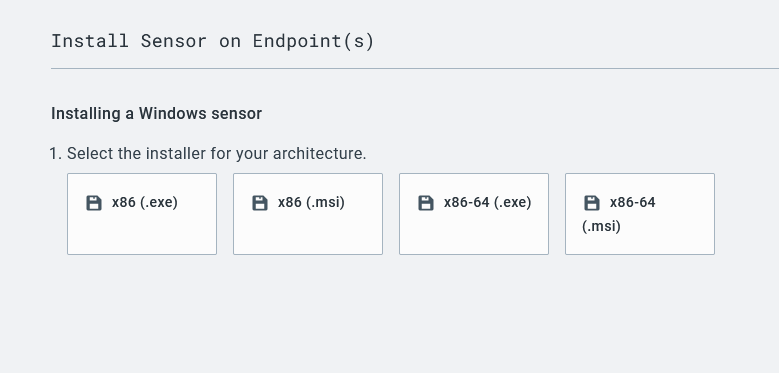 Install Sensor on Endpoint(s)
Installing a Windows sensor
1. Select the installer for your architecture.
x86 (.exe)
x86 (.msi)
x86-64 (.exe)
x86-64
(.msi)